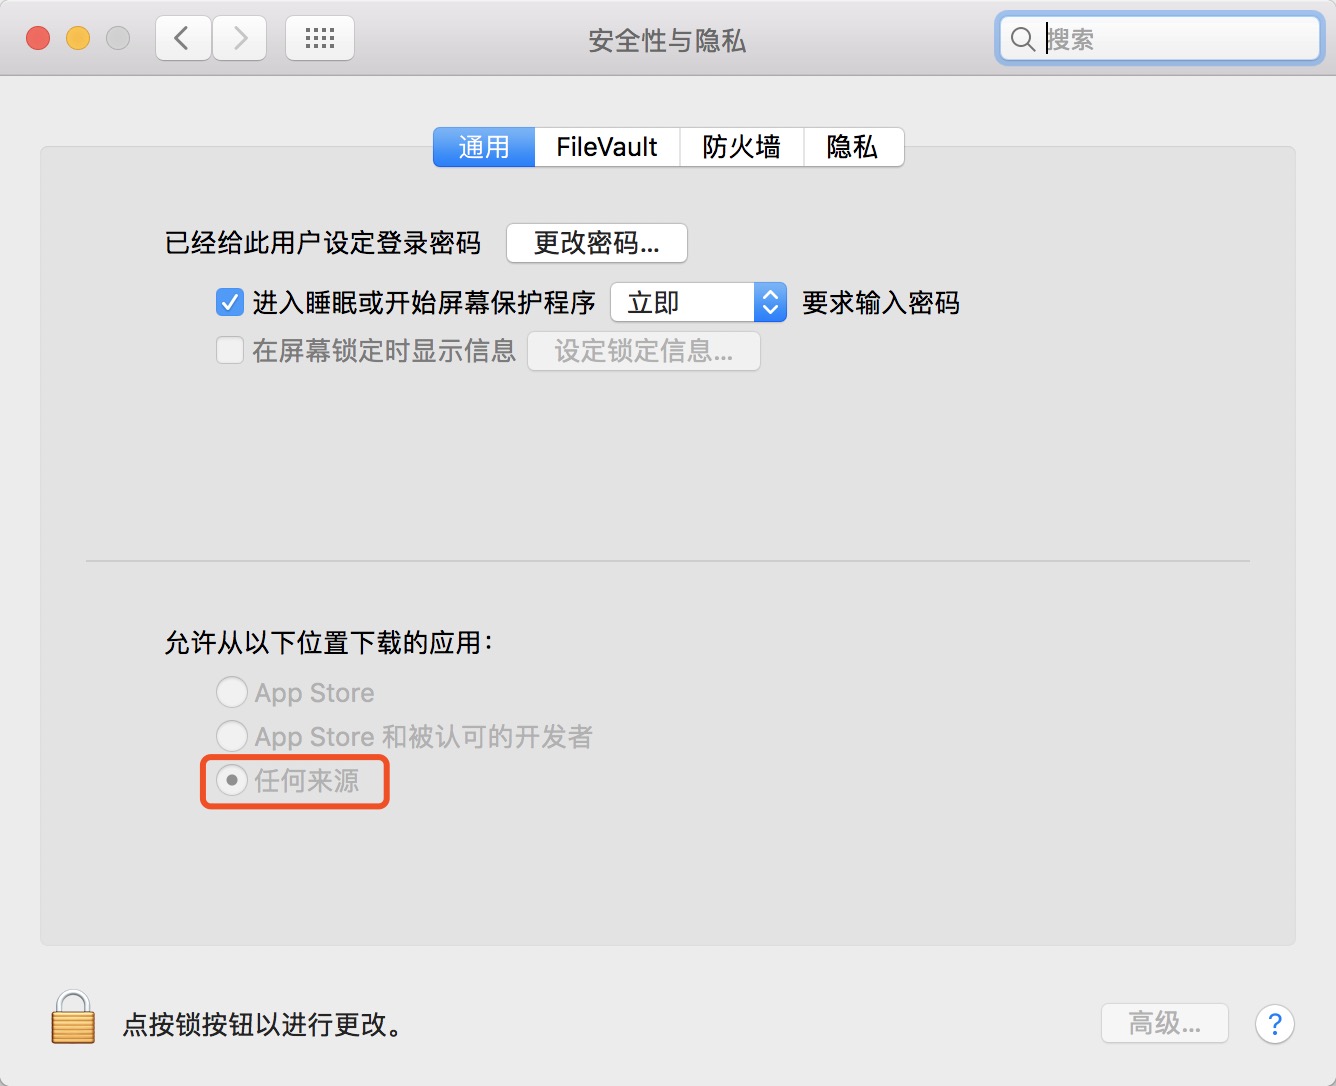 安全性与隐私
搜索
通用 FileVault 防火墙 隐私
已经给此用户设定登录密码 更改密码...
进入睡眠或开始屏幕保护程序 立即 要求输入密码
在屏幕锁定时显示信息 设定锁定信息...
允许从以下位置下载的应用：
App Store
App Store 和被认可的开发者
任何来源
点按锁按钮以进行更改。 高级... ?